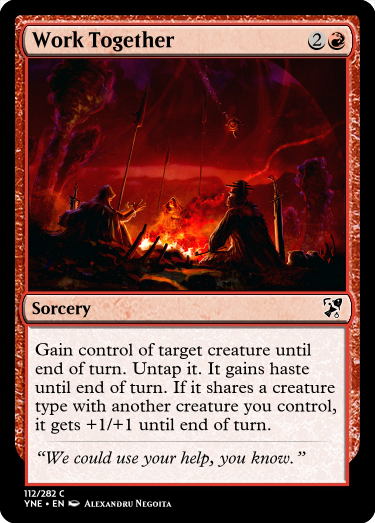 Work Together 2
Sorcery
Gain control of target creature until
end of turn. Untap it. It gains haste
until end of turn. If it shares a creature
type with another creature you control,
it gets +1/+1 until end of turn.
“We could use your help, you know.”
112/282 C
YNE • EN Alexandru Negoita